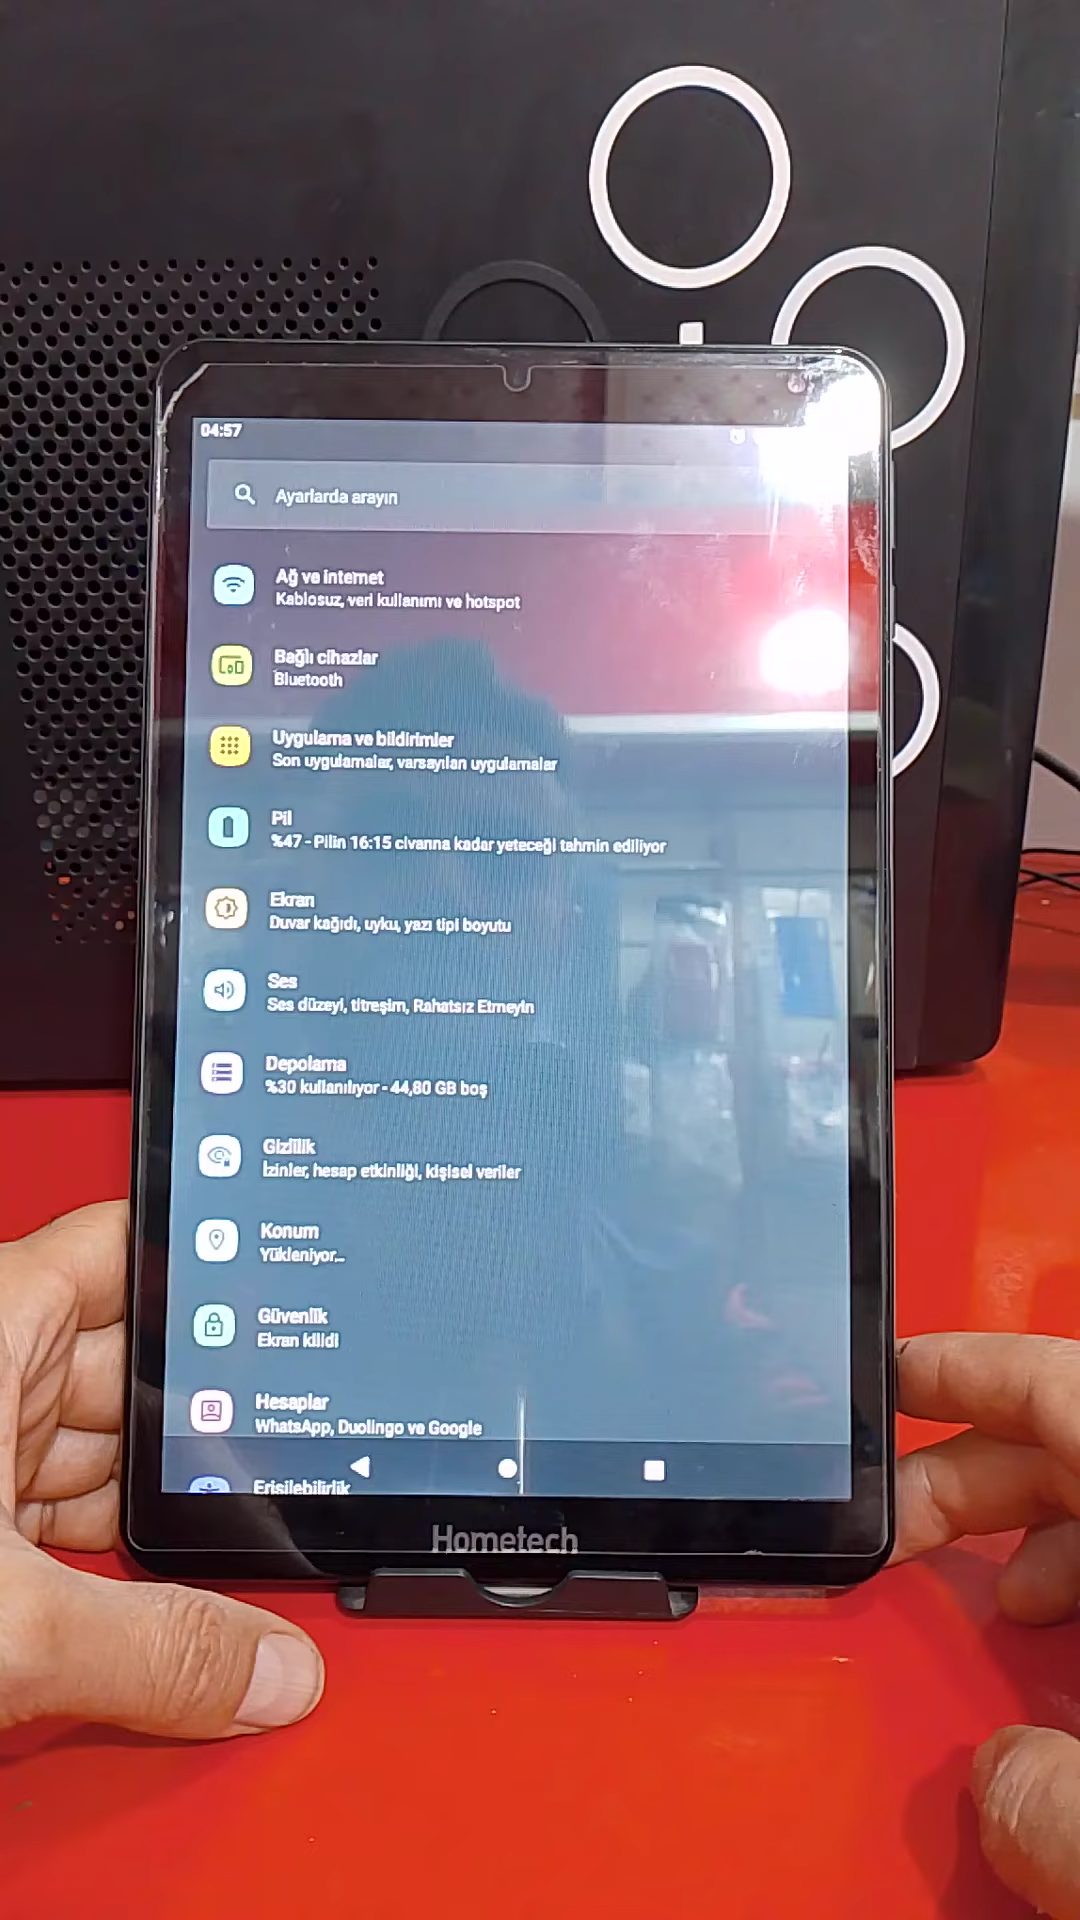 04:57
Ayarlarda arayın
Ağ ve internet
Kablosuz, veri kullanımı ve hotspot
Bağlı cihazlar
Bluetooth
Uygulama ve bildirimler
Son uygulamalar, varsayılan uygulamalar
Pil
%47 - Pilin 16:15 civarına kadar yeteceği tahmin ediliyor
Ekran
Duvar kağıdı, uyku, yazı tipi boyutu
Ses
Ses düzeyi, titreşim, Rahatsız Etmeyin
Depolama
%30 kullanılıyor - 44,80 GB boş
Gizlilik
İzinler, hesap etkinliği, kişisel veriler
Konum
Yükleniyor...
Güvenlik
Ekran kilidi
Hesaplar
WhatsApp, Duolingo ve Google
Erişilebilirlik
Hometech